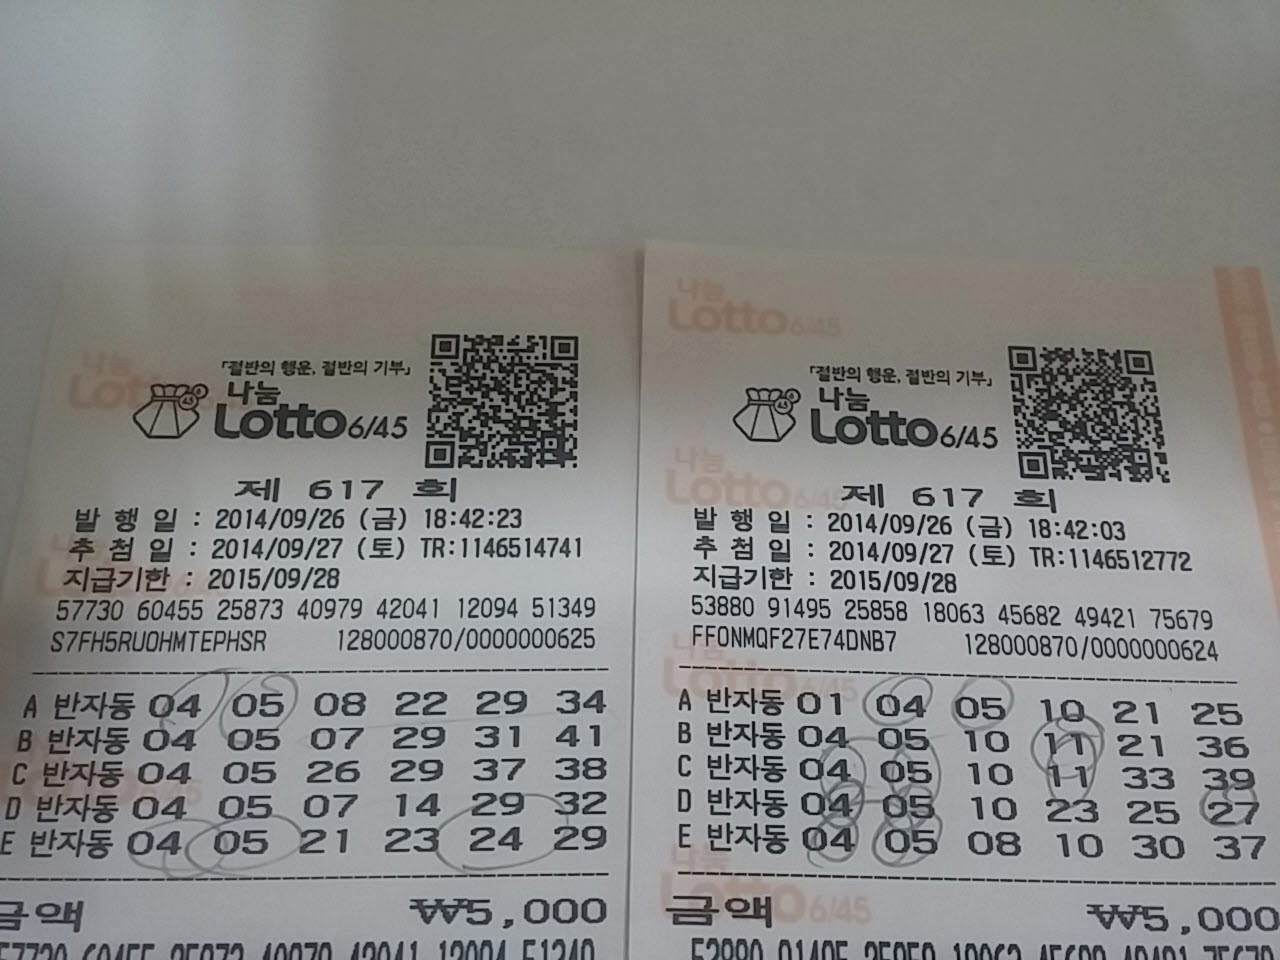 「절반의 행운, 절반의 기부」
나눔
Lotto 6/45
제 617 회
발 행 일 : 2014/09/26 (금) 18:42:23
추 첨 일 : 2014/09/27 (토) TR:1146514741
지급기한 : 2015/09/28
57730 60455 25873 40979 42041 12094 51349
S7FH5RU0HMTEPHSR 128000870/0000000625
A 반자동 04 05 08 22 29 34
B 반자동 04 05 07 29 31 41
C 반자동 04 05 26 29 37 38
D 반자동 04 05 07 14 29 32
E 반자동 04 05 21 23 24 29
금액 ₩5,000
나눔
Lotto 6/45
「절반의 행운, 절반의 기부」
나눔
Lotto 6/45
제 617 회
발 행 일 : 2014/09/26 (금) 18:42:03
추 첨 일 : 2014/09/27 (토) TR:1146512772
지급기한 : 2015/09/28
53880 91495 25858 18063 45682 49421 75679
FF0NMQF27E74DNB7 128000870/0000000624
A 반자동 01 04 05 10 21 25
B 반자동 04 05 10 11 21 36
C 반자동 04 05 10 11 33 39
D 반자동 04 05 10 23 25 27
E 반자동 04 05 08 10 30 37
금액 ₩5,000